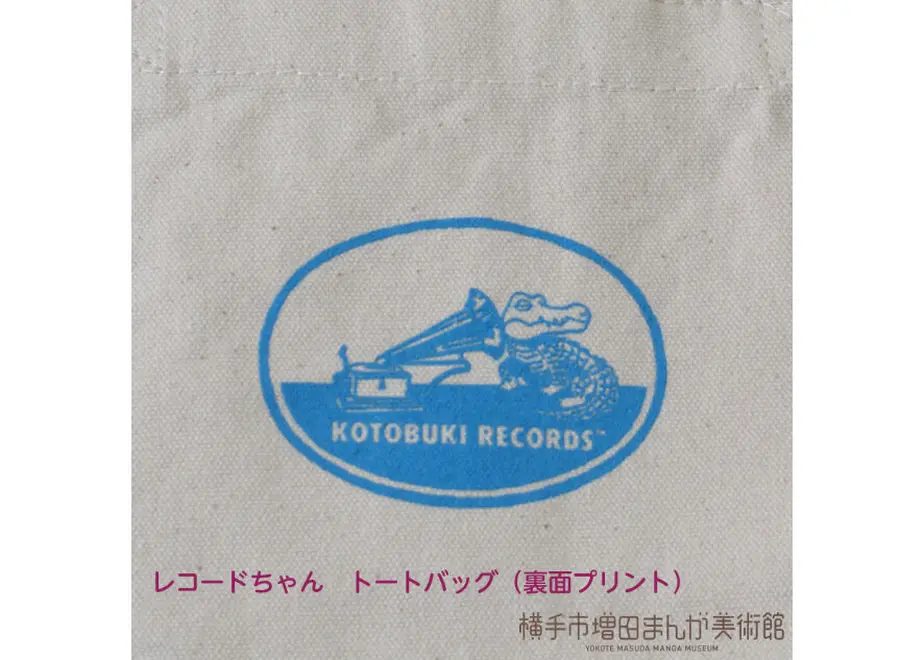 KOTOBUKI RECORDS™
レコードちゃん　トートバッグ（裏面プリント）
横手市増田まんが美術館
YOKOTE MASUDA MANGA MUSEUM